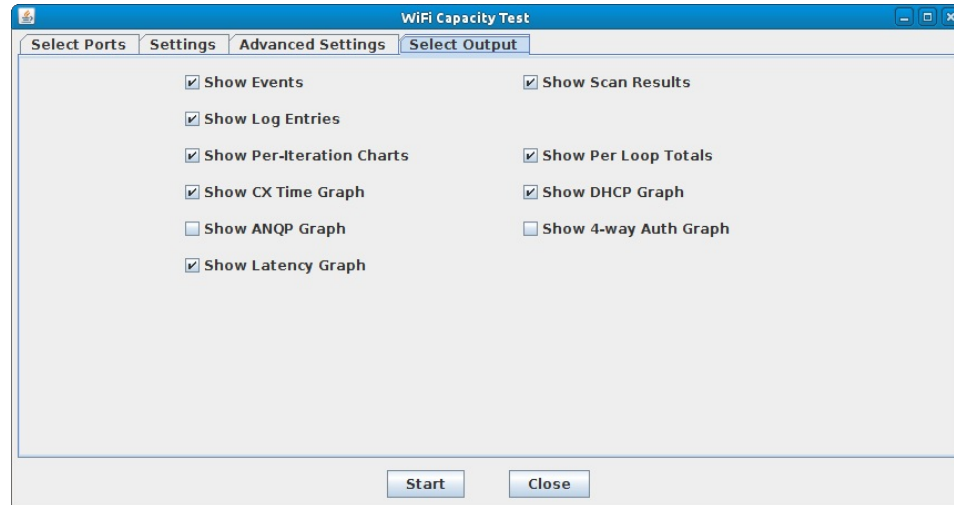 WiFi Capacity Test
Select Ports Settings Advanced Settings Select Output
Show Events Show Scan Results
Show Log Entries
Show Per-Iteration Charts Show Per Loop Totals
Show CX Time Graph Show DHCP Graph
Show ANQP Graph Show 4-way Auth Graph
Show Latency Graph
Start Close